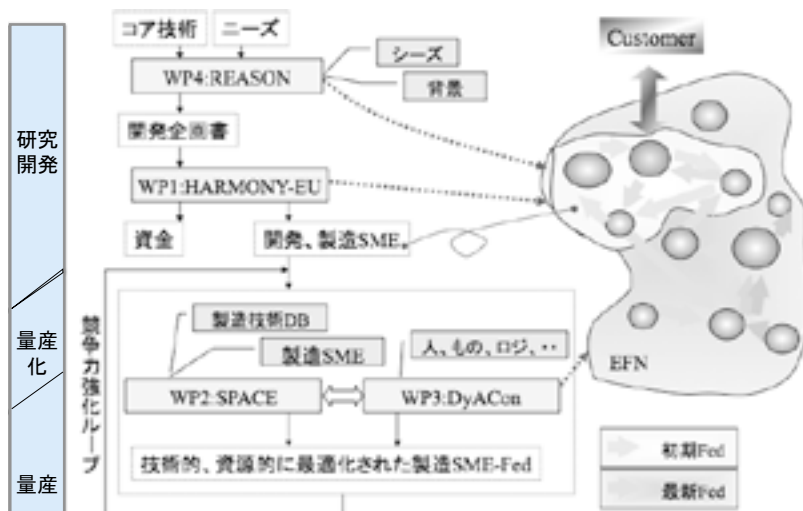 コア技術
ニーズ
Customer
シーズ
WP4:REASON
背景
研究
開発
開発企画書
WP1:HARMONY-EU
資金
開発、製造SME
製造技術DB
量産
化
競争力強化ループ
製造SME
人、もの、ロジ、・・
EFN
WP2:SPACE
WP3:DyACon
技術的、資源的に最適化された製造SME-Fed
初期Fed
量産
最新Fed